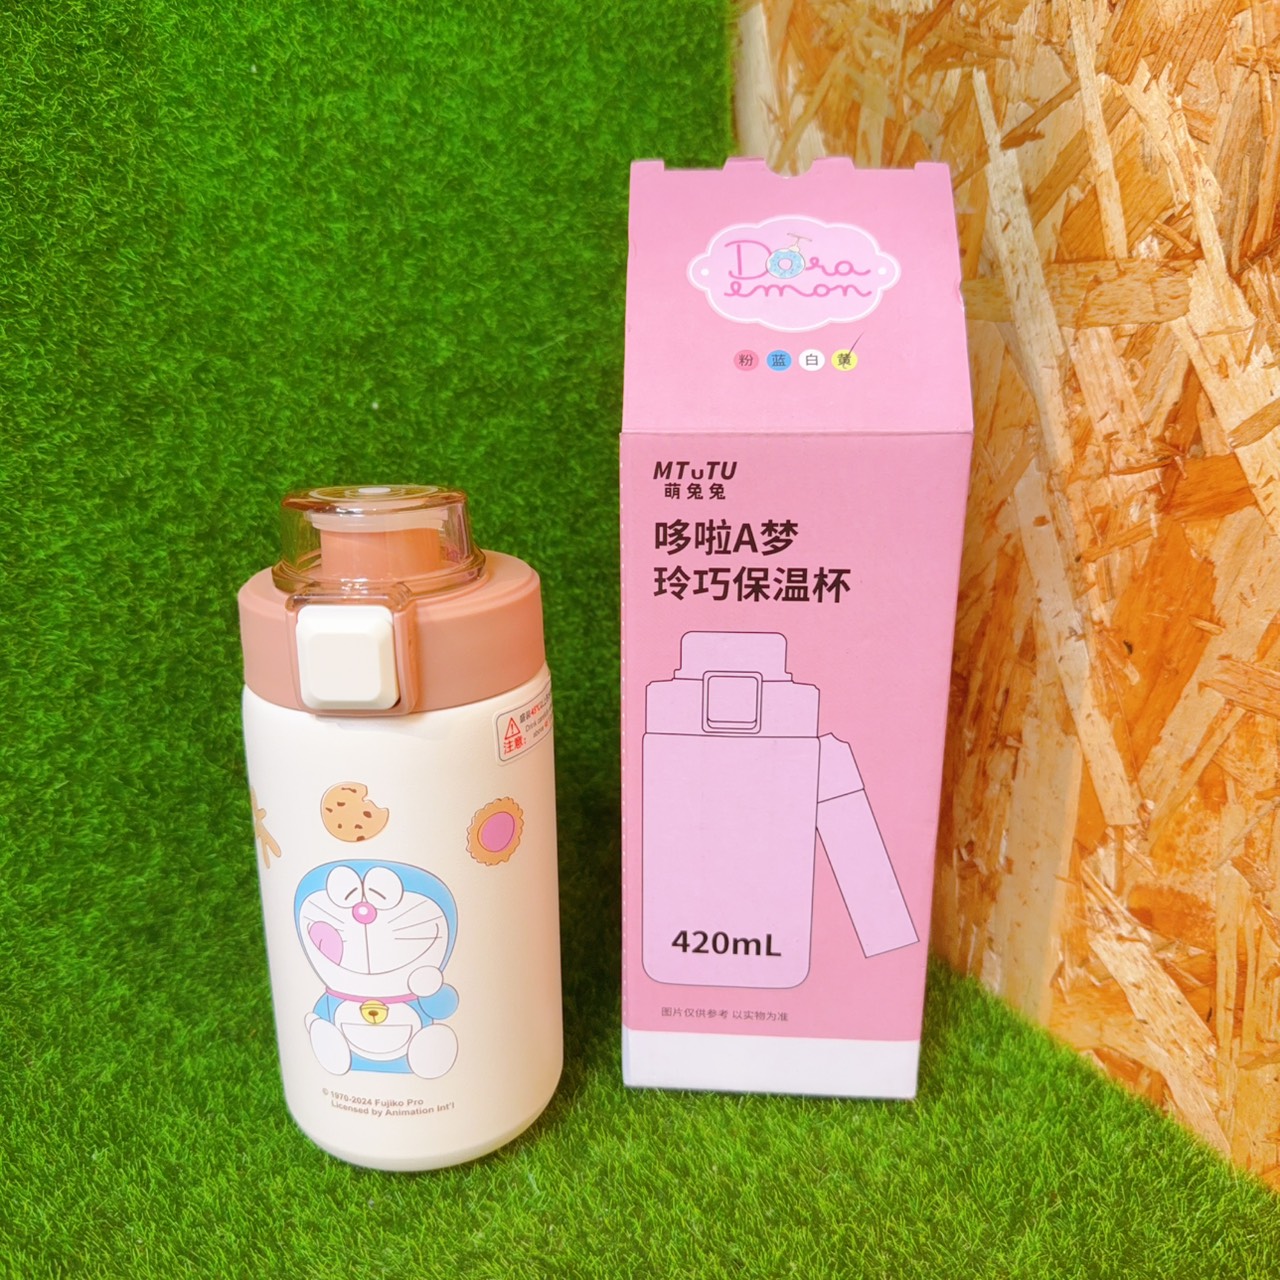 Dora
emon
粉 蓝 白 黄
MTUTU
萌兔兔
哆啦A梦
玲巧保温杯
420mL
图片仅供参考 以实物为准
注意:
© 1970-2024 Fujiko Pro
Licensed by Animation Int'l